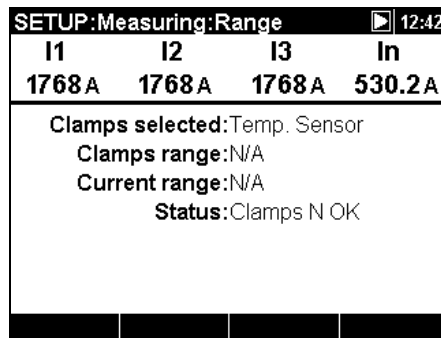 SETUP:Measuring:Range 12:42
I1 I2 I3 In
1768A 1768A 1768A 530.2A
Clamps selected:Temp. Sensor
Clamps range:N/A
Current range:N/A
Status:Clamps N OK